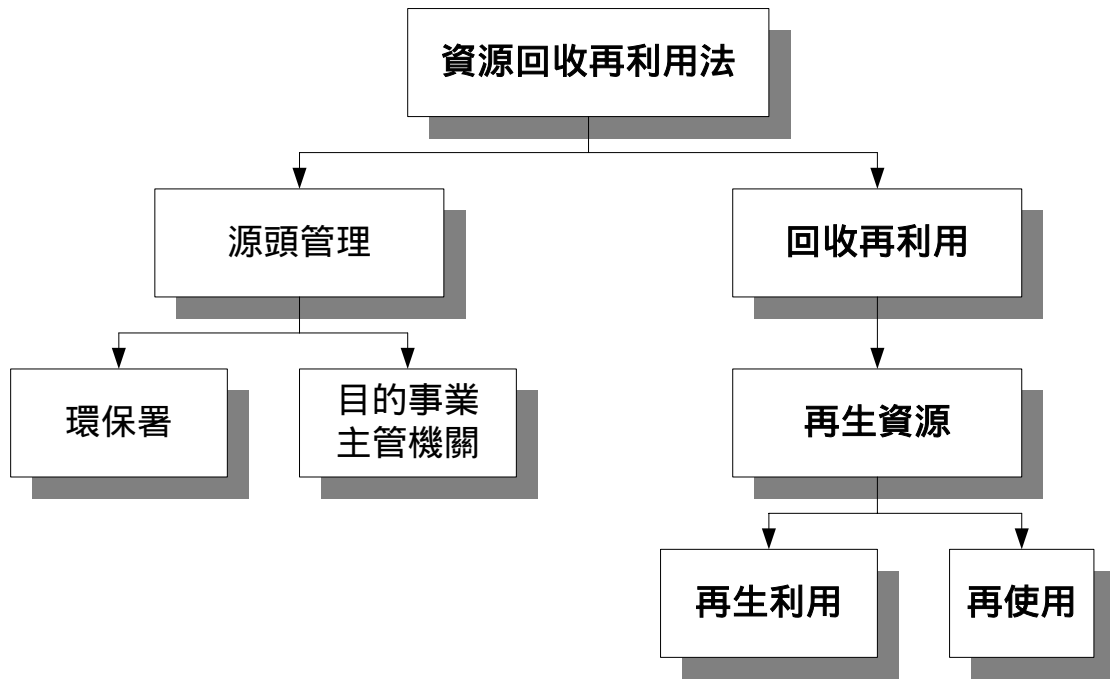 資源回收再利用法
源頭管理
回收再利用
環保署
目的事業
主管機關
再生資源
再生利用
再使用